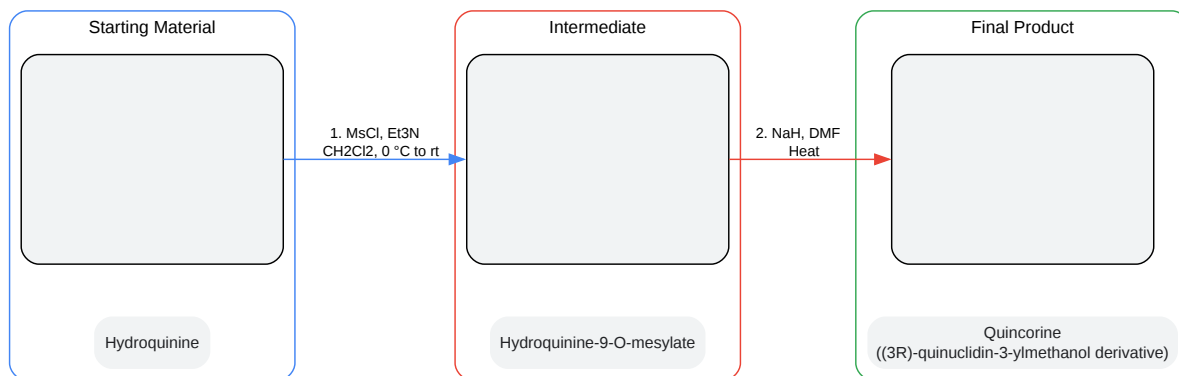 Starting Material
Intermediate
Final Product
1. MsCl, Et3N
CH2Cl2, 0 °C to rt
2. NaH, DMF
Heat
Hydroquinine
Hydroquinine-9-O-mesylate
Quincorine
((3R)-quinuclidin-3-ylmethanol derivative)